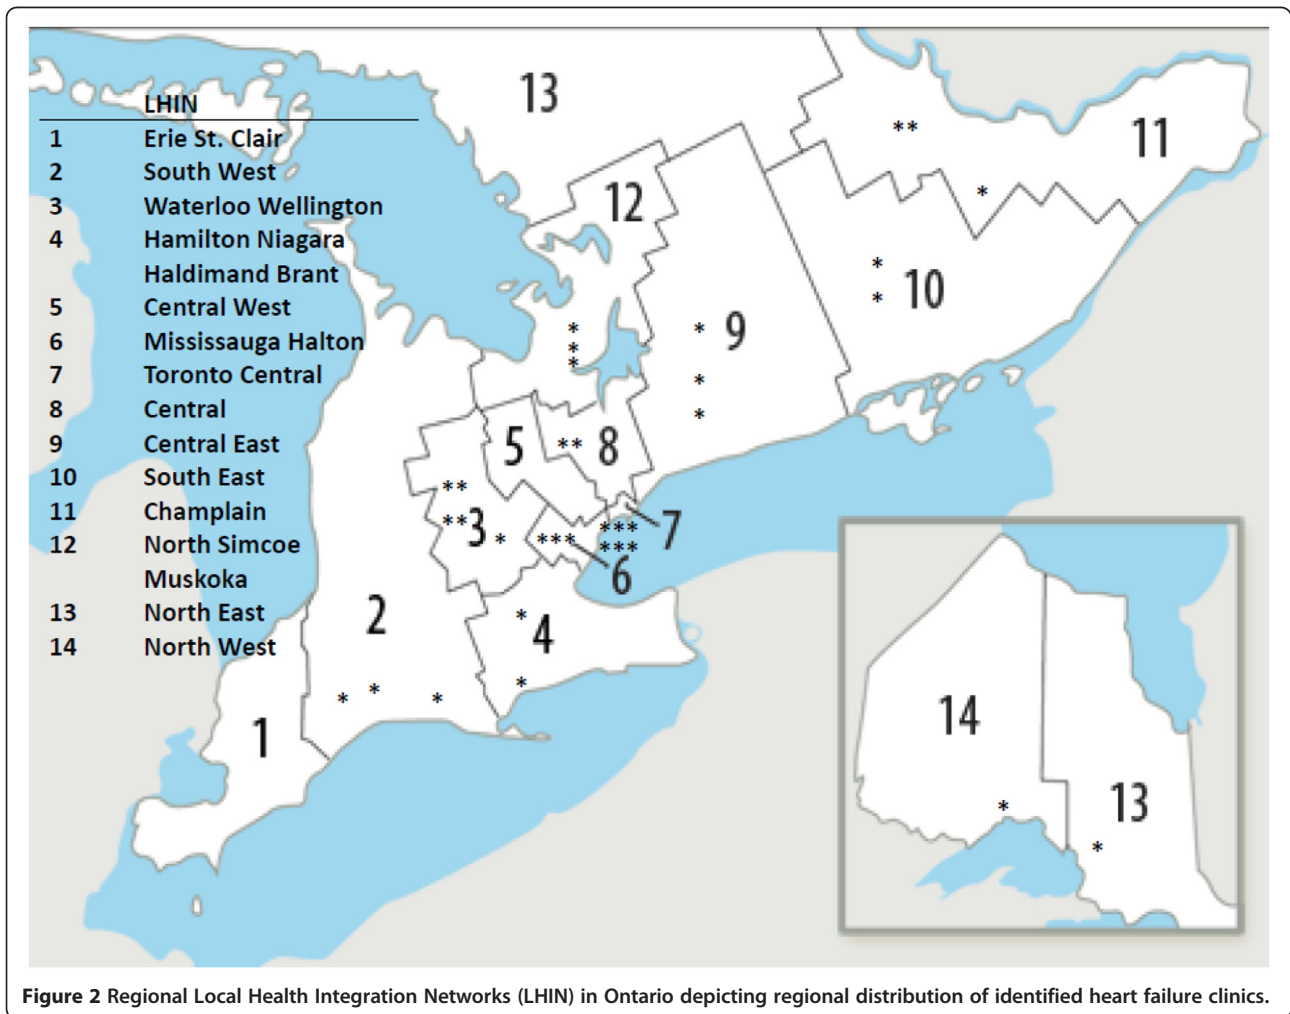 LHIN
1 Erie St. Clair
2 South West
3 Waterloo Wellington
4 Hamilton Niagara
Haldimand Brant
5 Central West
6 Mississauga Halton
7 Toronto Central
8 Central
9 Central East
10 South East
11 Champlain
12 North Simcoe
Muskoka
13 North East
14 North West
13
**
11
*
12
*
10
*
*
9
*
*
*
*
*
*
5
**
8
**
**
3
*
***
***
***
7
6
2
*
4
*
*
*
*
1
14
*
13
*
Figure 2 Regional Local Health Integration Networks (LHIN) in Ontario depicting regional distribution of identified heart failure clinics.